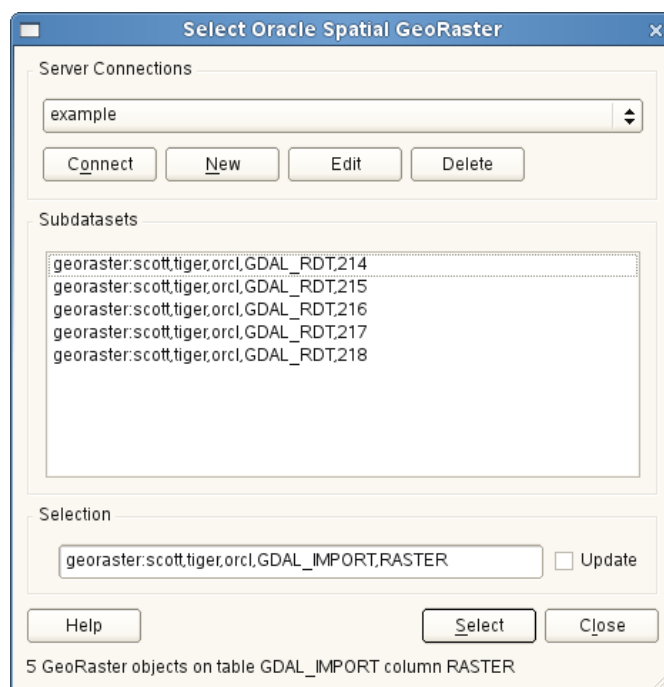 Select Oracle Spatial GeoRaster
Server Connections
example
Connect New Edit Delete
Subdatasets
georaster:scott,tiger,orcl,GDAL_RDT,214
georaster:scott,tiger,orcl,GDAL_RDT,215
georaster:scott,tiger,orcl,GDAL_RDT,216
georaster:scott,tiger,orcl,GDAL_RDT,217
georaster:scott,tiger,orcl,GDAL_RDT,218
Selection
georaster:scott,tiger,orcl,GDAL_IMPORT,RASTER Update
Help Select Close
5 GeoRaster objects on table GDAL_IMPORT column RASTER